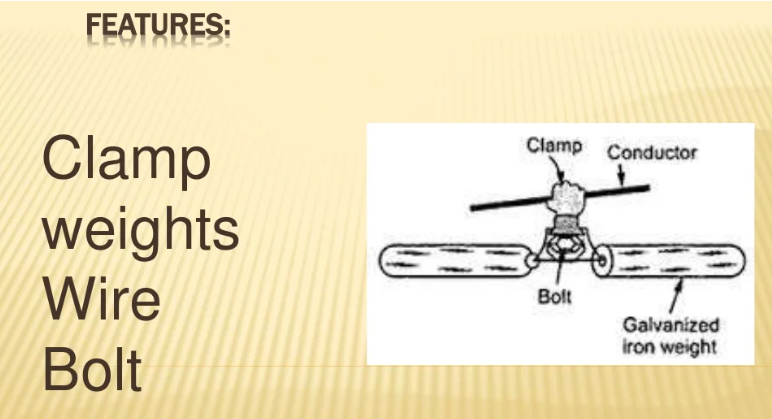 FEATURES:
Clamp
weights
Wire
Bolt
Clamp
Conductor
Bolt
Galvanized
iron weight